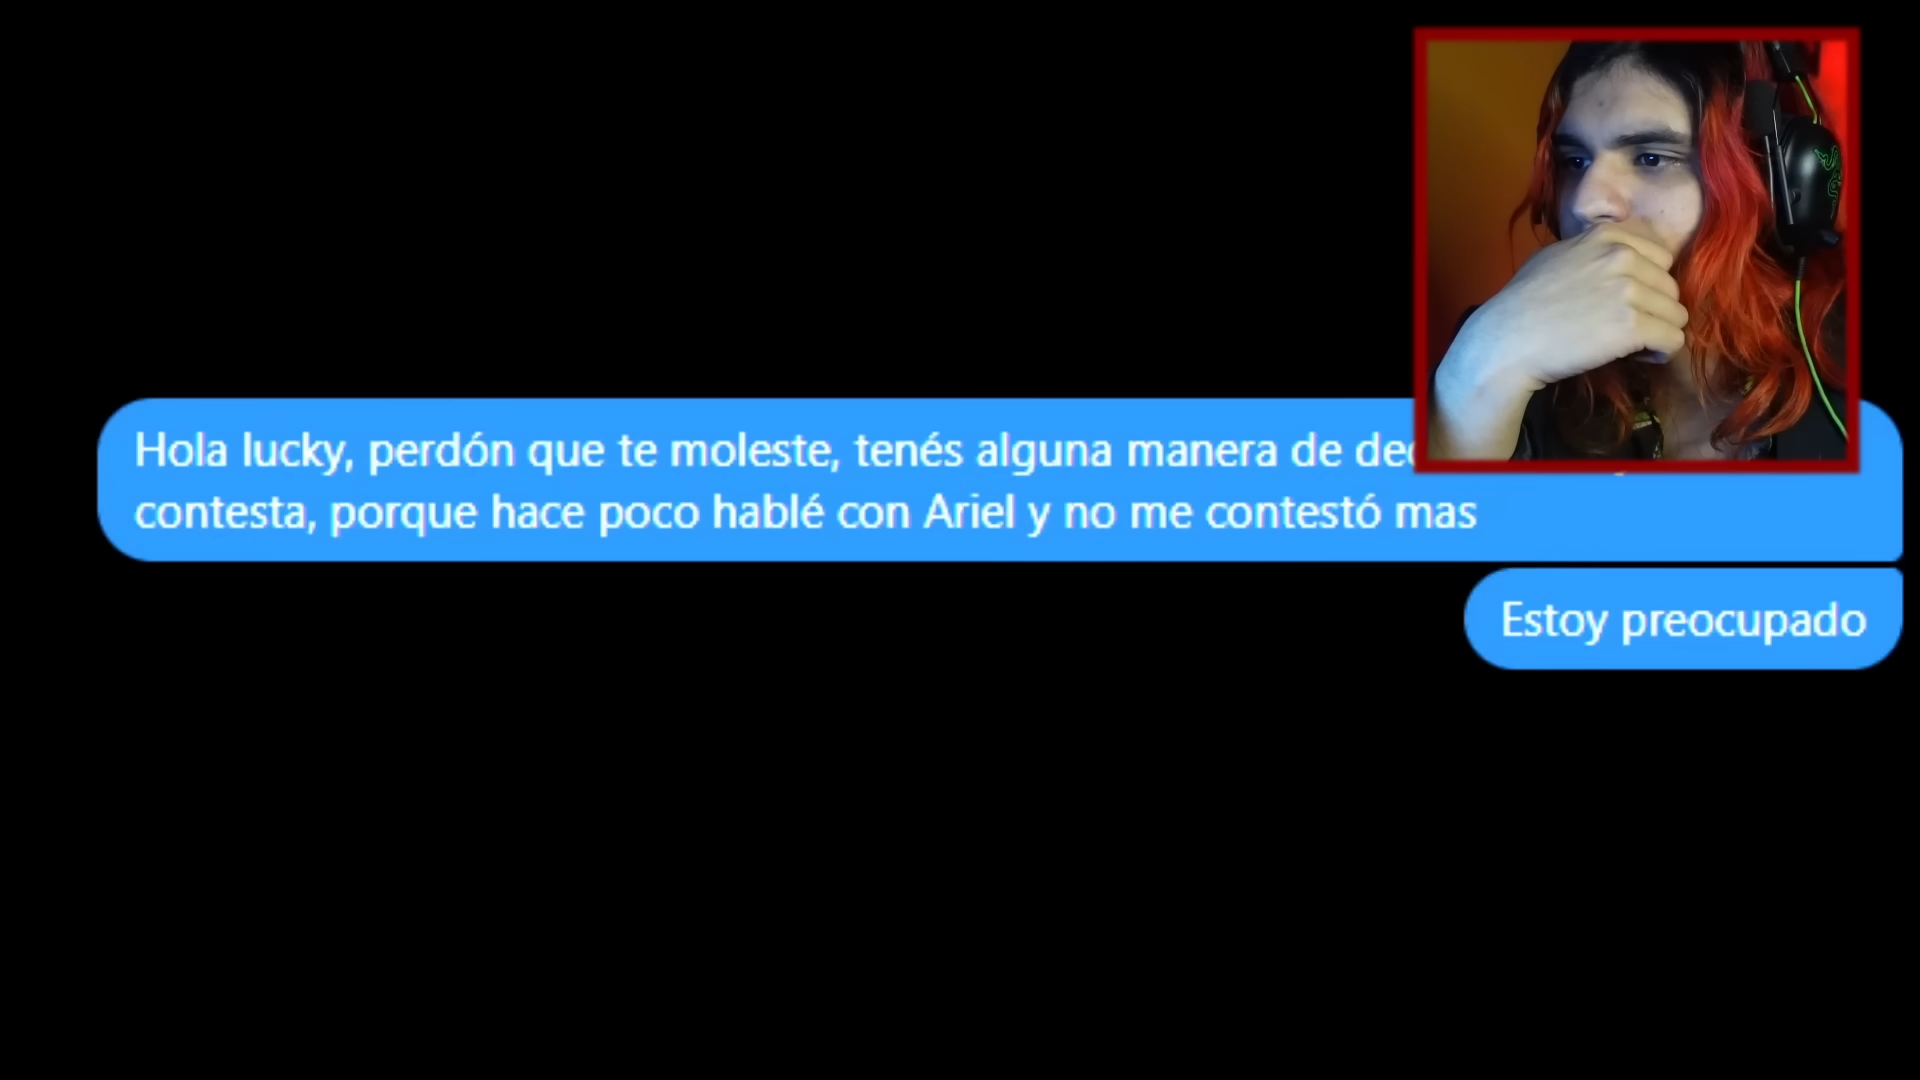 Hola lucky, perdón que te moleste, tenés alguna manera de
contesta, porque hace poco hablé con Ariel y no me contestó mas
Estoy preocupado